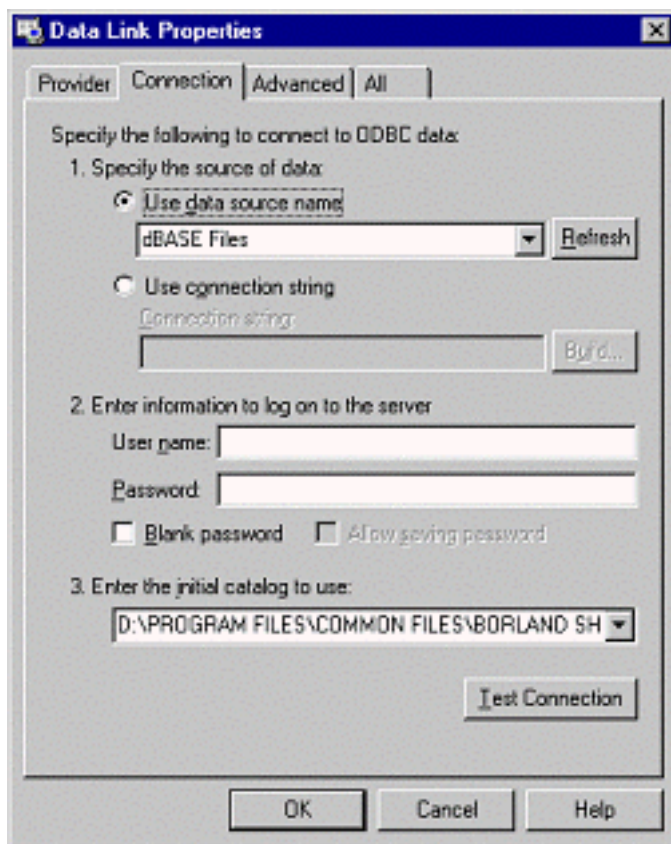 Data Link Properties
Provider Connection Advanced All
Specify the following to connect to ODBC data:
1. Specify the source of data:
Use data source name
dBASE Files Refresh
Use connection string
Connection string:
Build...
2. Enter information to log on to the server
User name:
Password:
Blank password Allow saving password
3. Enter the initial catalog to use:
D:\PROGRAM FILES\COMMON FILES\BORLAND SH
Test Connection
OK Cancel Help